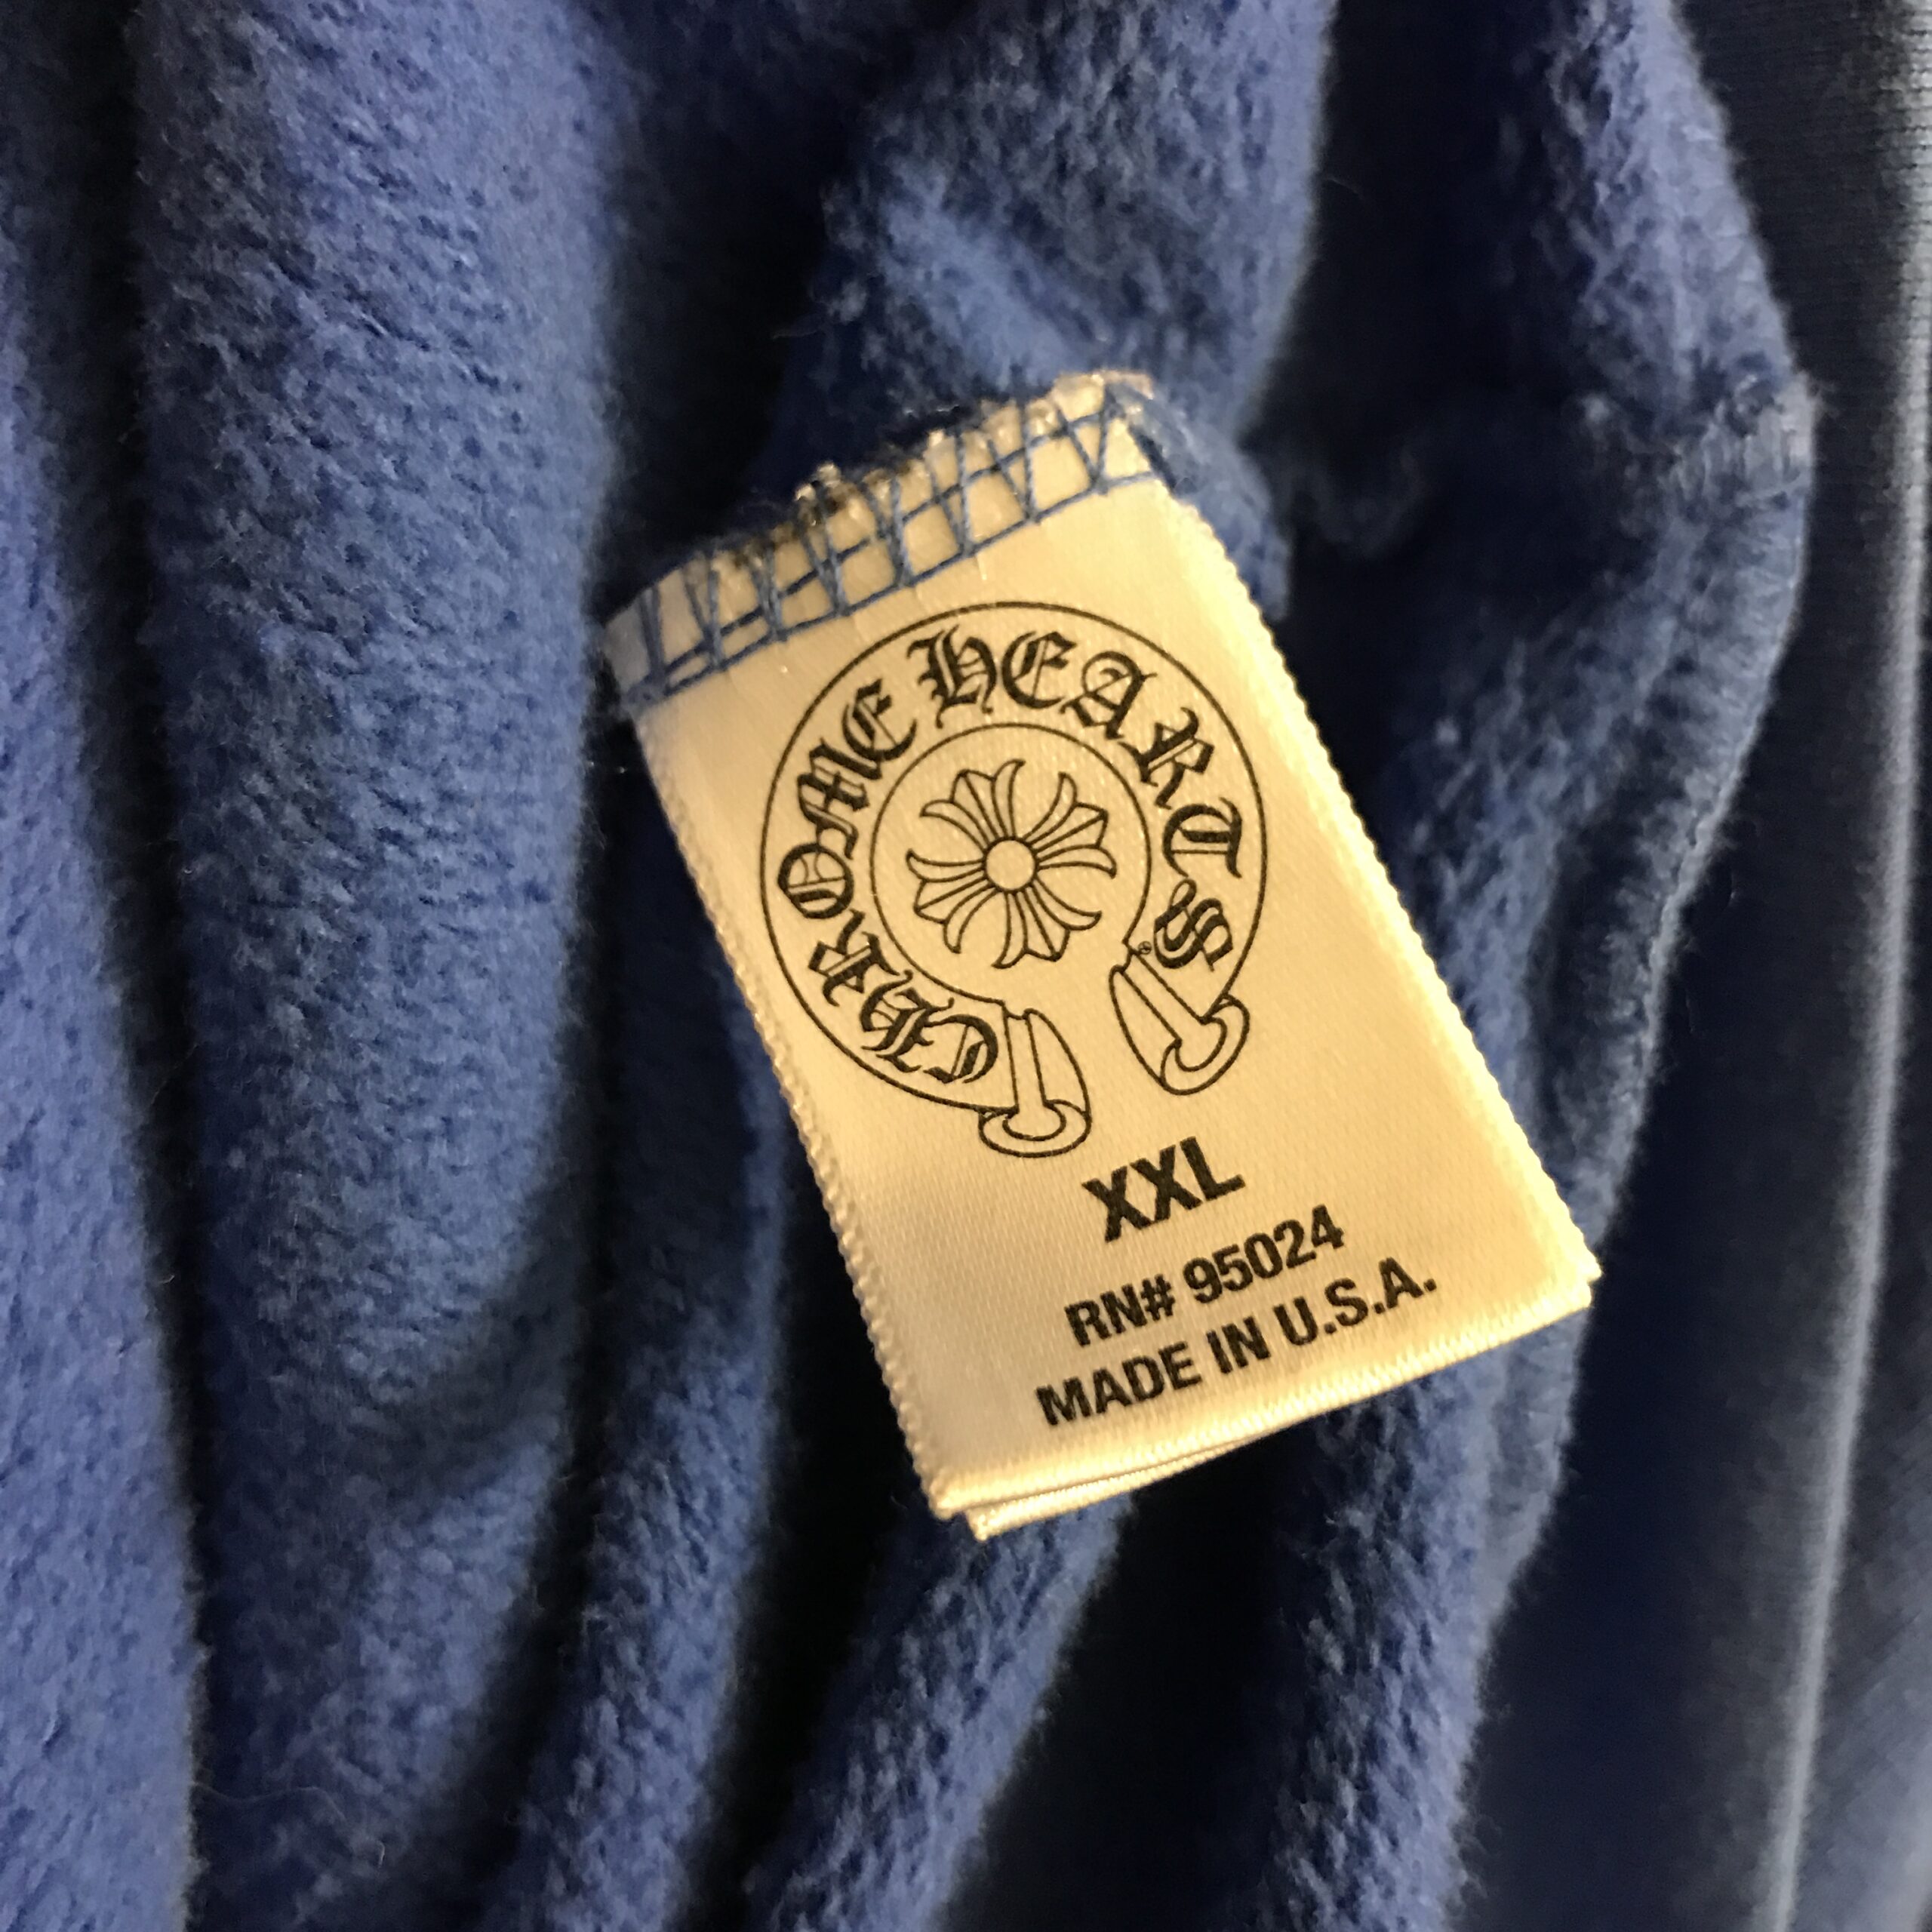 CHROME HEARTS
®
XXL
RN# 95024
MADE IN U.S.A.